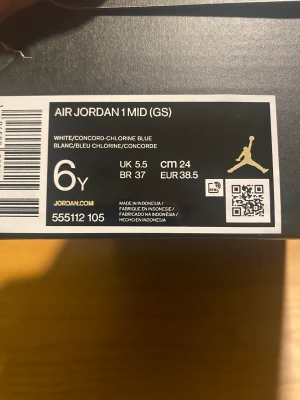 AIR JORDAN 1 MID (GS)
WHITE/CONCORD-CHLORINE BLUE
BLANC/BLEU CHLORINE/CONCORDE
6Y
UK 5.5 cm 24
BR 37 EUR 38.5
JORDAN.COM
555112 105
MADE IN INDONESIA/
FABRIQUE EN INDONESIE /
FABRICADO NA INDONÉSIA /
HECHO EN INDONESIA